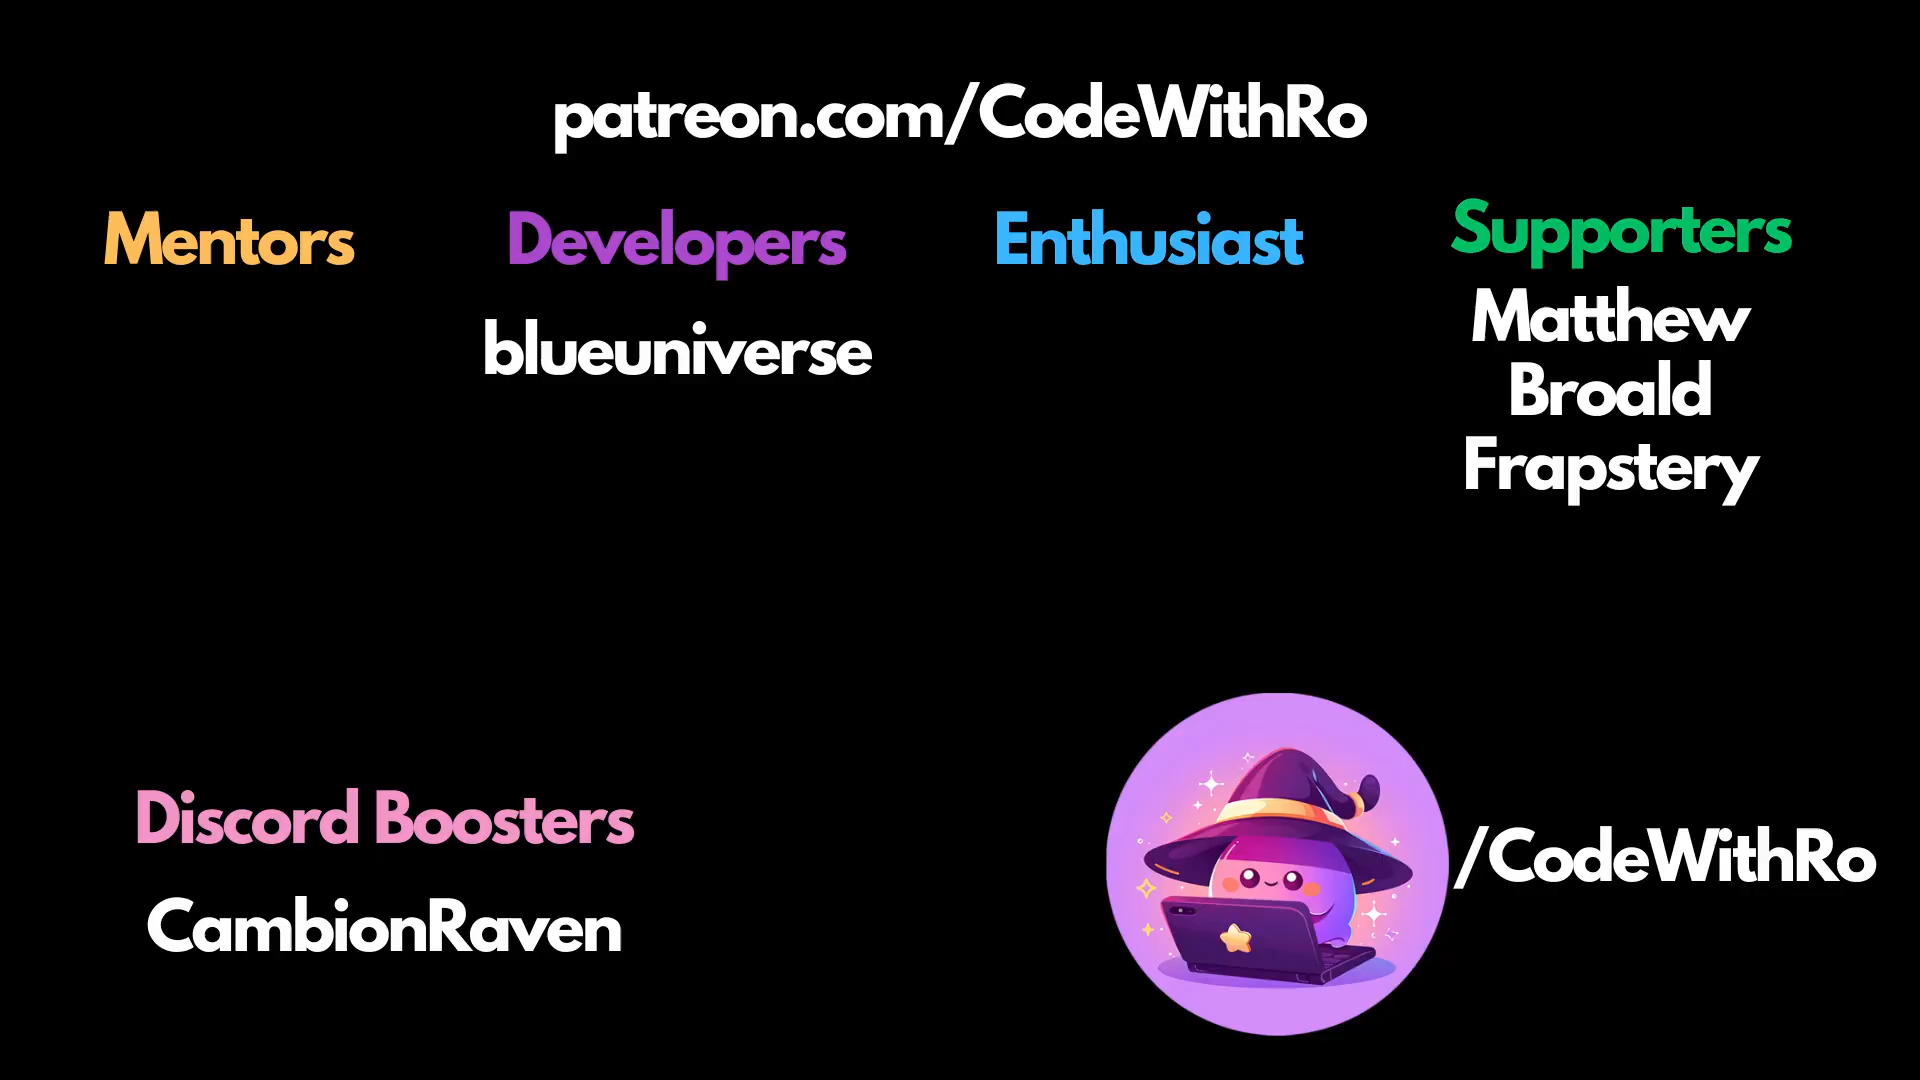 patreon.com/CodeWithRo
Mentors
Developers
blueuniverse
Enthusiast
Supporters
Matthew
Broald
Frapstery
Discord Boosters
CambionRaven
/CodeWithRo